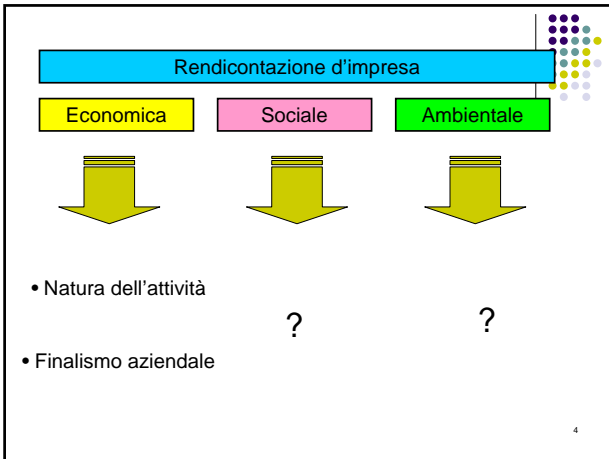 Rendicontazione d'impresa
Economica Sociale Ambientale
• Natura dell'attività
? ?
• Finalismo aziendale
4